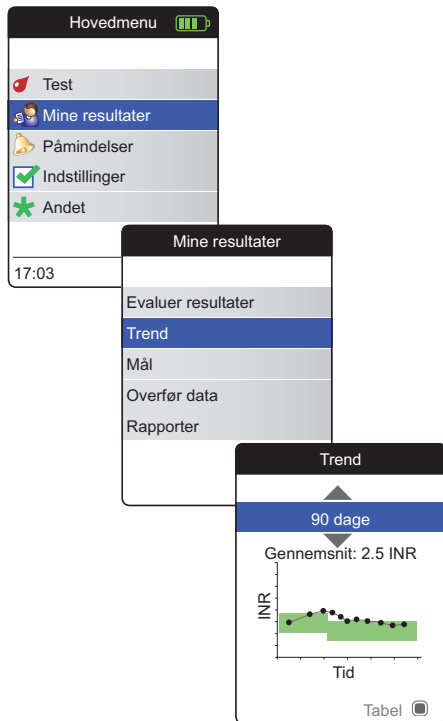 Hovedmenu
Test
Mine resultater
Påmindelser
Indstillinger
Andet
17:03
Mine resultater
Evaluer resultater
Trend
Mål
Overfør data
Rapporter
Trend
90 dage
Gennemsnit: 2.5 INR
INR
Tid
Tabel